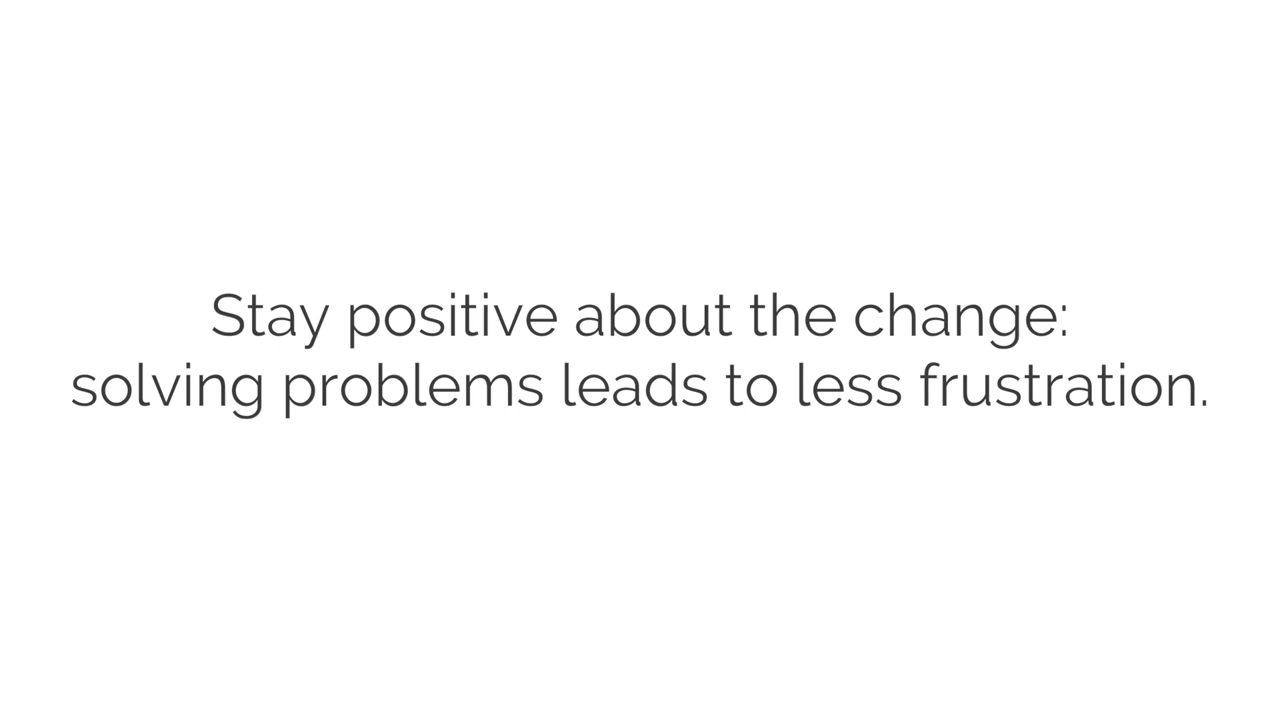 Stay positive about the change:
solving problems leads to less frustration.